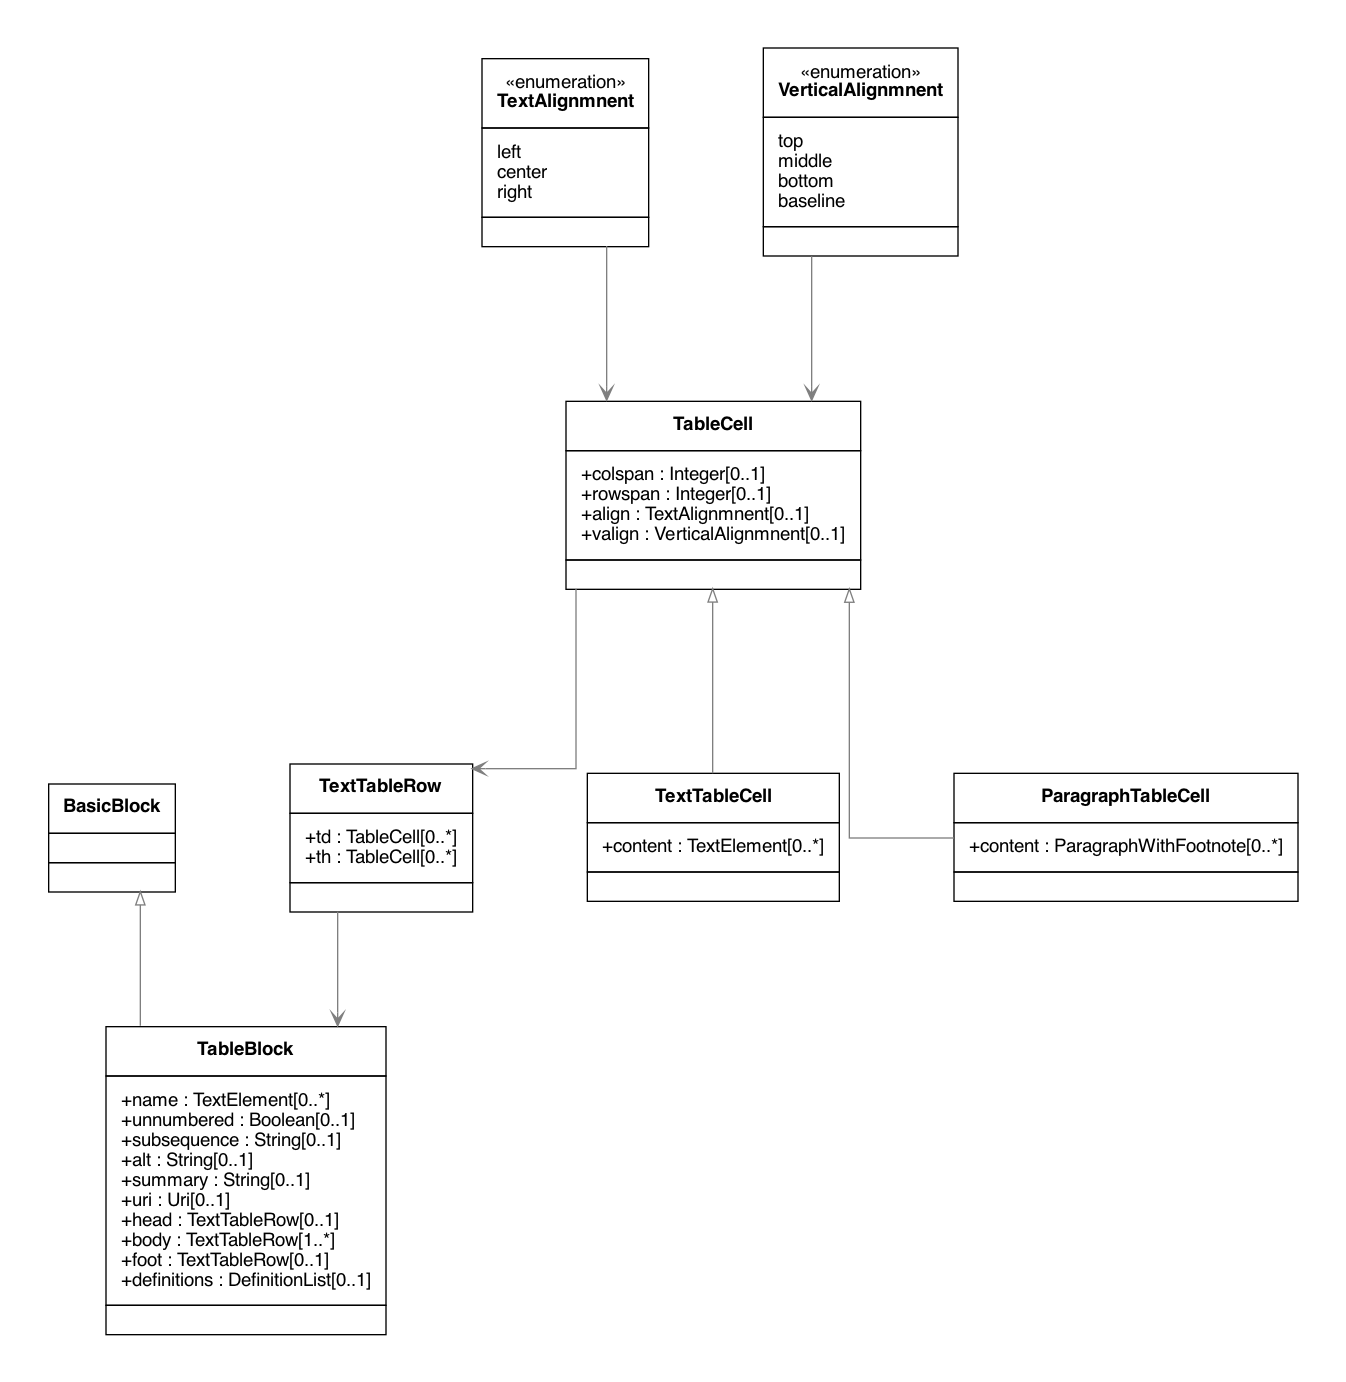 «enumeration»
TextAlignmnent
left
center
right
«enumeration»
VerticalAlignmnent
top
middle
bottom
baseline
TableCell
+colspan : Integer[0..1]
+rowspan : Integer[0..1]
+align : TextAlignmnent[0..1]
+valign : VerticalAlignmnent[0..1]
BasicBlock
TextTableRow
+td : TableCell[0..*]
+th : TableCell[0..*]
TextTableCell
+content : TextElement[0..*]
ParagraphTableCell
+content : ParagraphWithFootnote[0..*]
TableBlock
+name : TextElement[0..*]
+unnumbered : Boolean[0..1]
+subsequence : String[0..1]
+alt : String[0..1]
+summary : String[0..1]
+uri : Uri[0..1]
+head : TextTableRow[0..1]
+body : TextTableRow[1..*]
+foot : TextTableRow[0..1]
+definitions : DefinitionList[0..1]